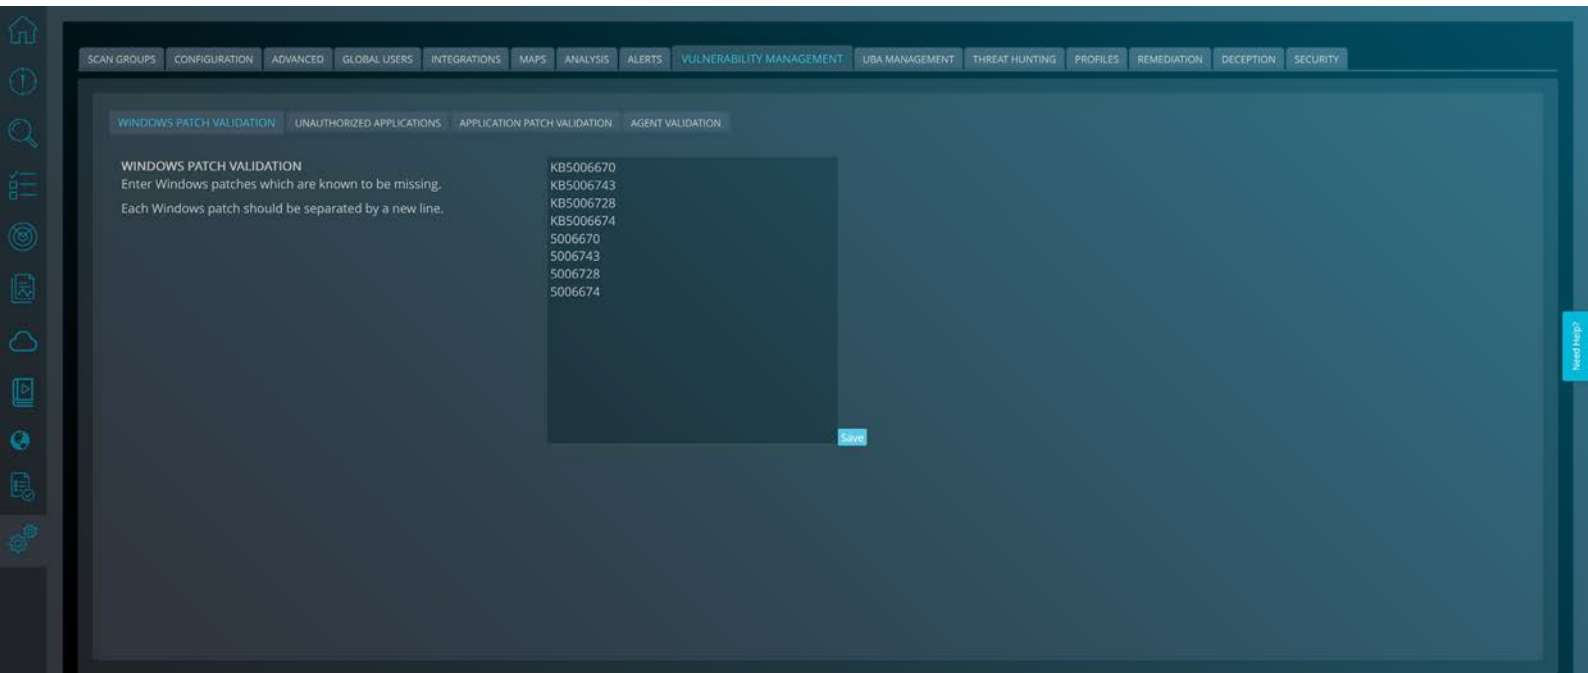 SCAN GROUPS CONFIGURATION ADVANCED GLOBAL USERS INTEGRATIONS MAPS ANALYSIS ALERTS VULNERABILITY MANAGEMENT UBA MANAGEMENT THREAT HUNTING PROFILES REMEDIATION DECEPTION SECURITY
WINDOWS PATCH VALIDATION UNAUTHORIZED APPLICATIONS APPLICATION PATCH VALIDATION AGENT VALIDATION
WINDOWS PATCH VALIDATION
Enter Windows patches which are known to be missing.
Each Windows patch should be separated by a new line.
KB5006670
KB5006743
KB5006728
KB5006674
5006670
5006743
5006728
5006674
Save
Need Help?